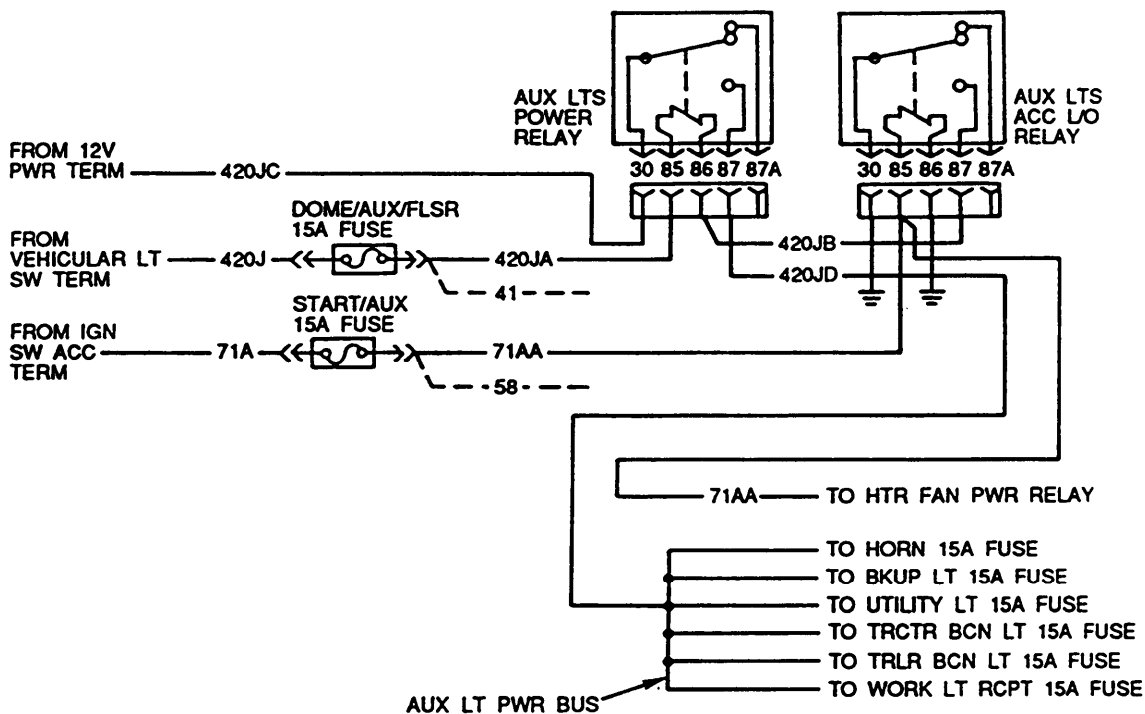 AUX LTS
POWER
RELAY
AUX LTS
ACC L/O
RELAY
30 85 86 87 87A
30 85 86 87 87A
FROM 12V
PWR TERM
420JC
DOME/AUX/FLSR
15A FUSE
FROM
VEHICULAR LT
SW TERM
420J
420JA
420JB
420JD
41
START/AUX
15A FUSE
FROM IGN
SW ACC
TERM
71A
71AA
58
71AA
TO HTR FAN PWR RELAY
TO HORN 15A FUSE
TO BKUP LT 15A FUSE
TO UTILITY LT 15A FUSE
TO TRCTR BCN LT 15A FUSE
TO TRLR BCN LT 15A FUSE
TO WORK LT RCPT 15A FUSE
AUX LT PWR BUS